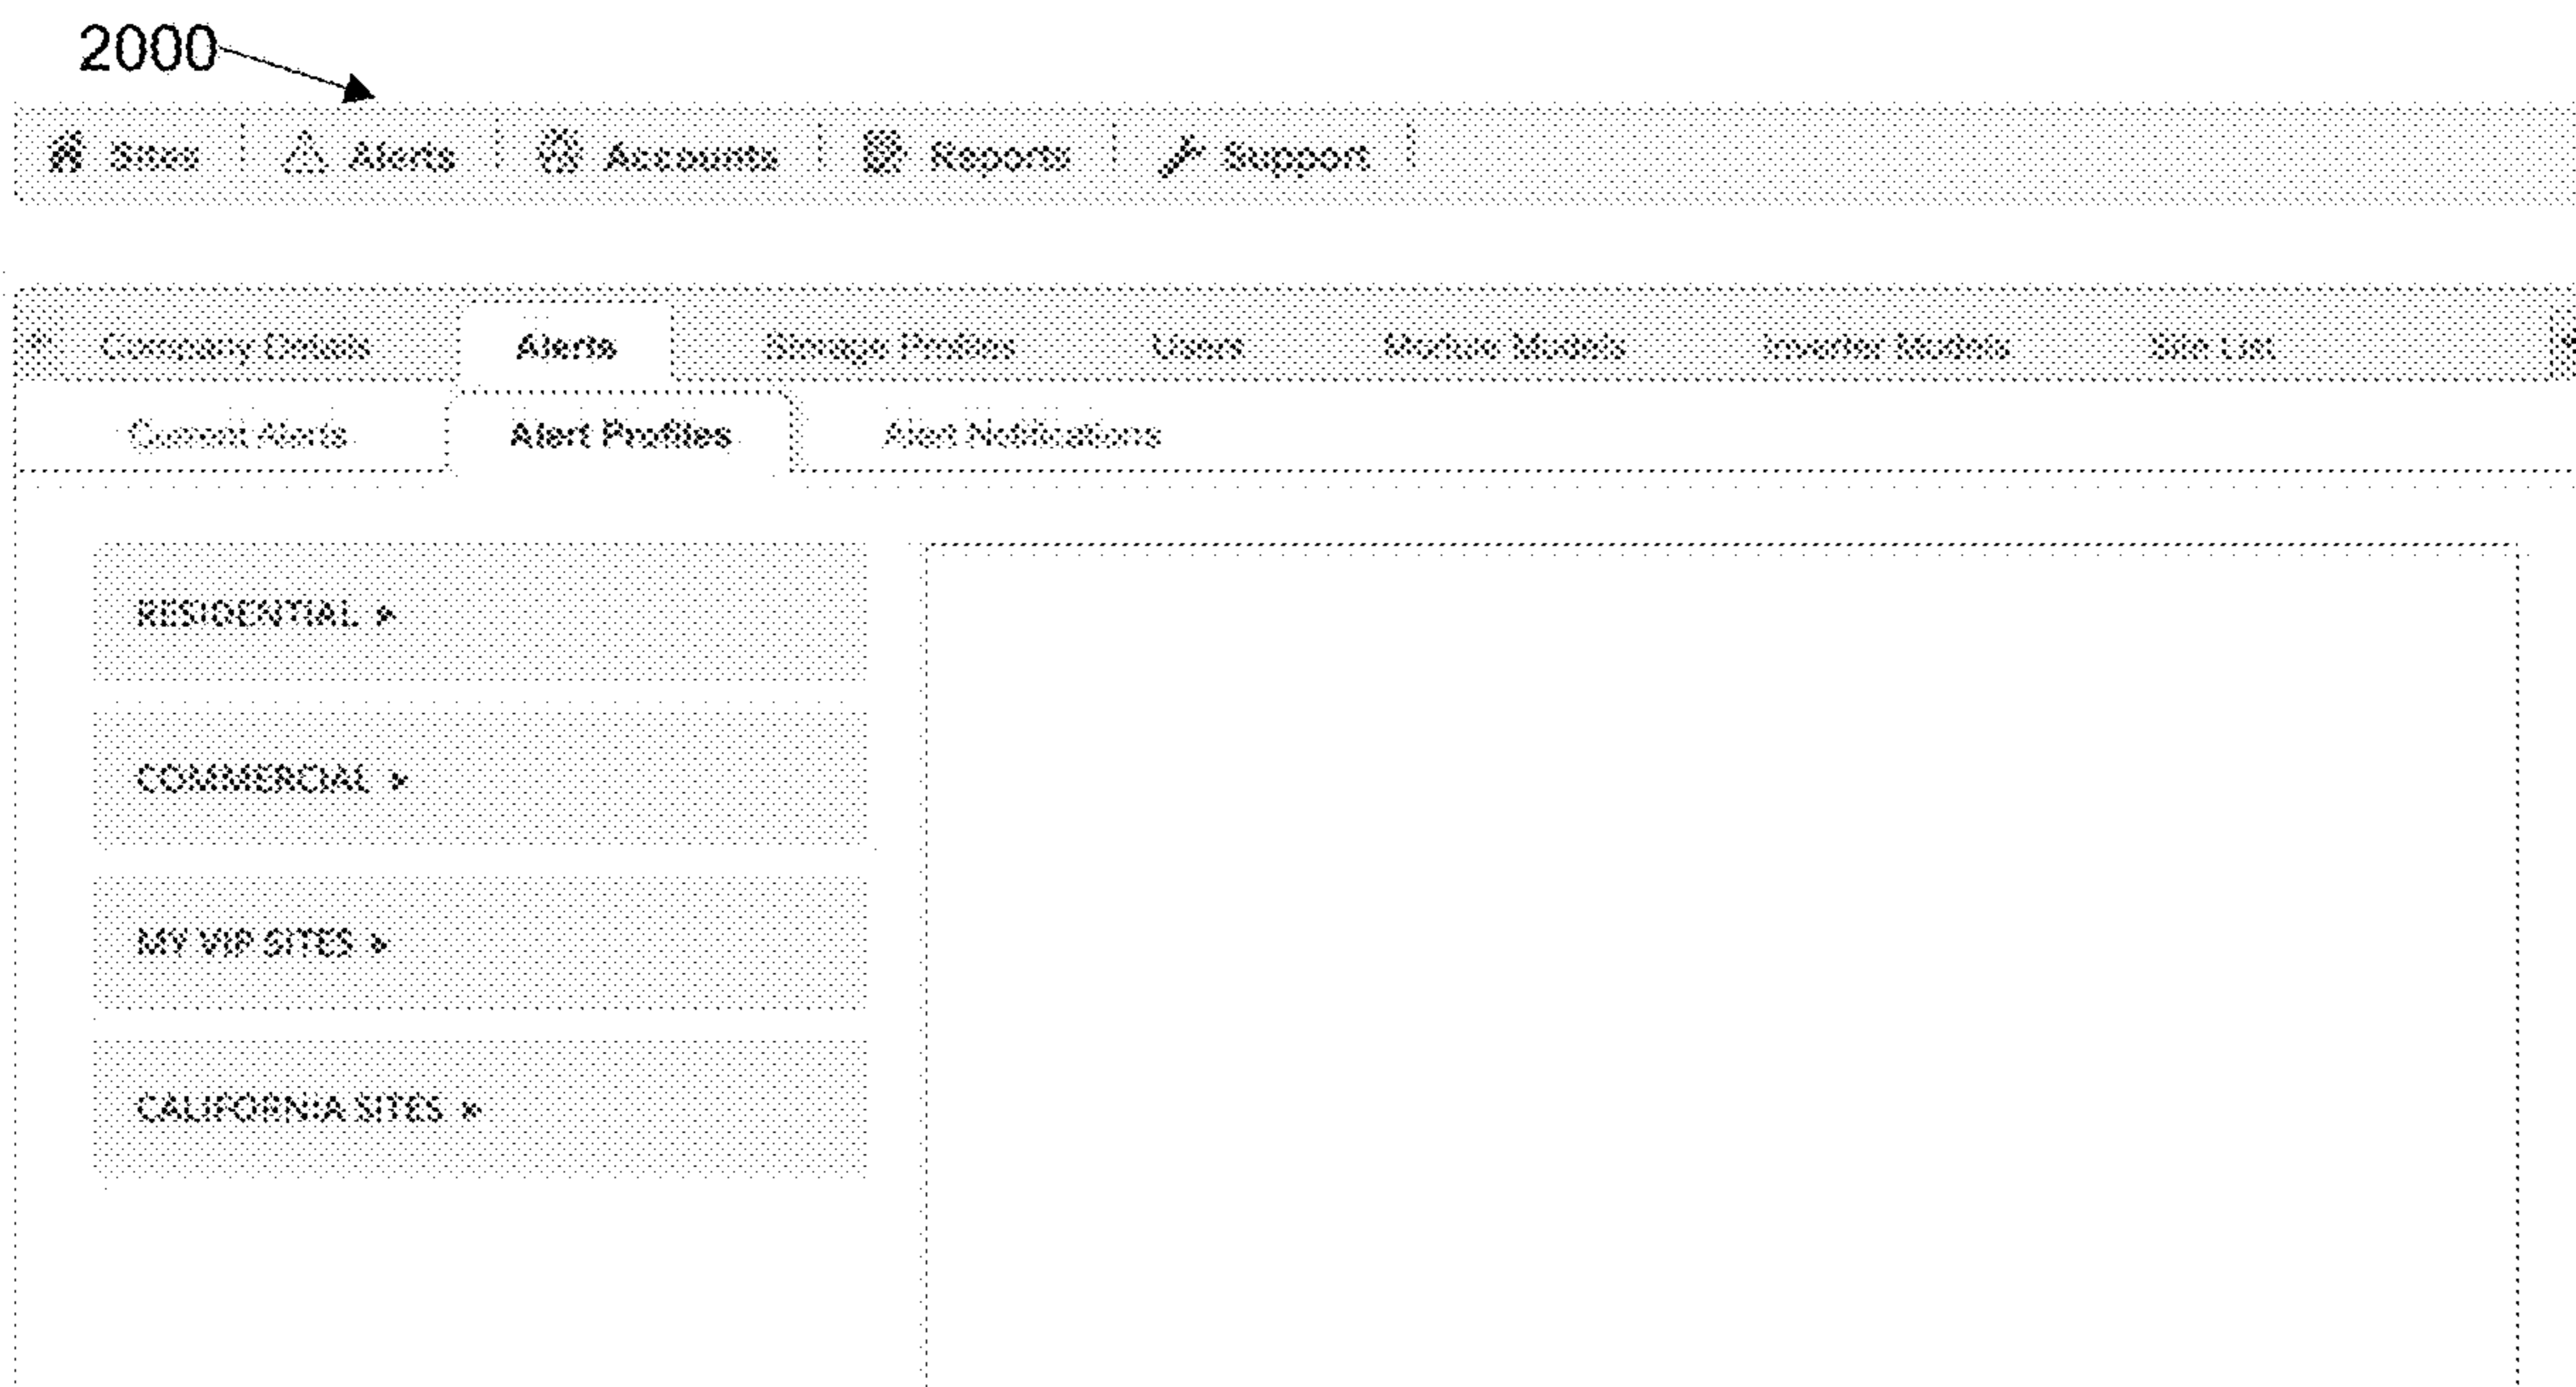 2000
Sites Alerts Accounts Reports Support
Company Details Alerts Storage Profiles Users Module Models Inverter Models Site List
Current Alerts Alert Profiles Alert Notifications
RESIDENTIAL
COMMERCIAL
MY VIP SITES
CALIFORNIA SITES